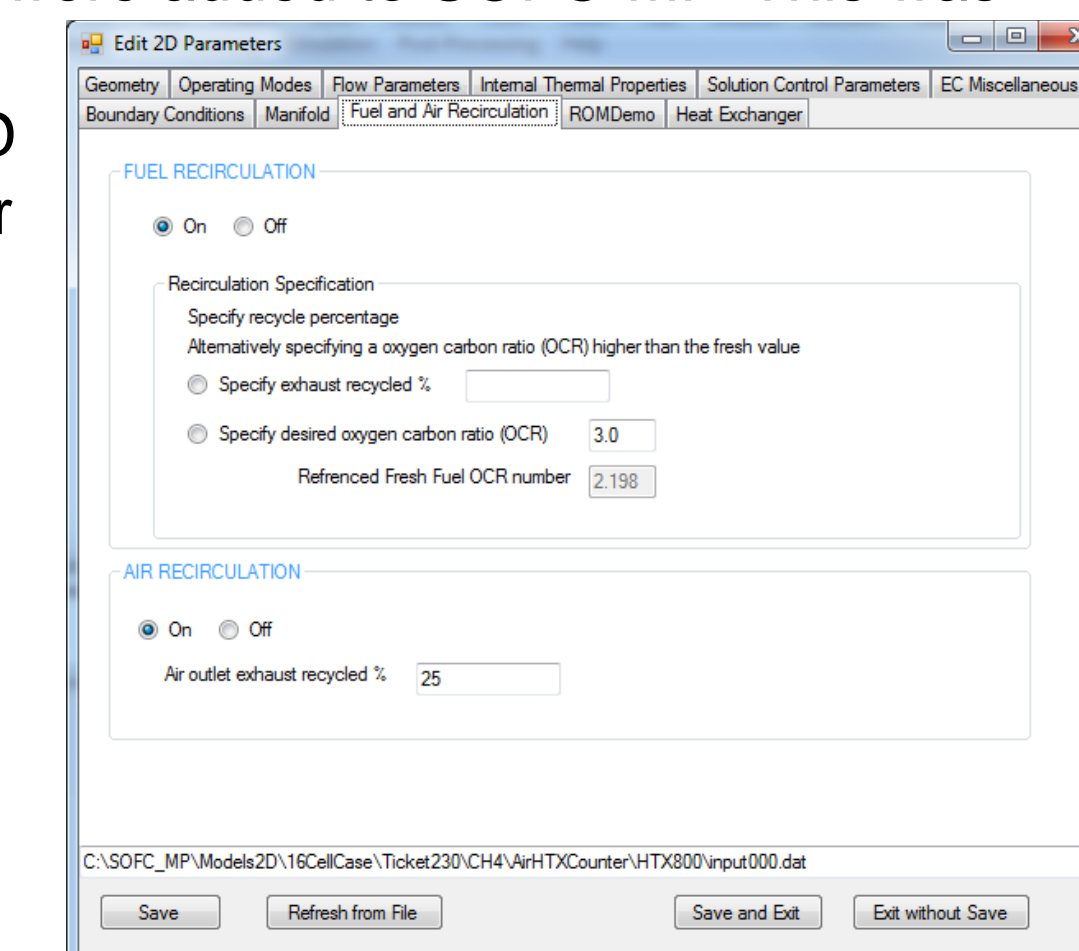 Edit 2D Parameters
Geometry Operating Modes Flow Parameters Internal Thermal Properties Solution Control Parameters EC Miscellaneous
Boundary Conditions Manifold Fuel and Air Recirculation ROMDemo Heat Exchanger
FUEL RECIRCULATION
On Off
Recirculation Specification
Specify recycle percentage
Alternatively specifying a oxygen carbon ratio (OCR) higher than the fresh value
Specify exhaust recycled %
Specify desired oxygen carbon ratio (OCR) 3.0
Refrenced Fresh Fuel OCR number 2.198
AIR RECIRCULATION
On Off
Air outlet exhaust recycled % 25
C:\SOFC_MP\Models2D\16CellCase\Ticket230\CH4\AirHTXCounter\HTX800\input000.dat
Save Refresh from File Save and Exit Exit without Save